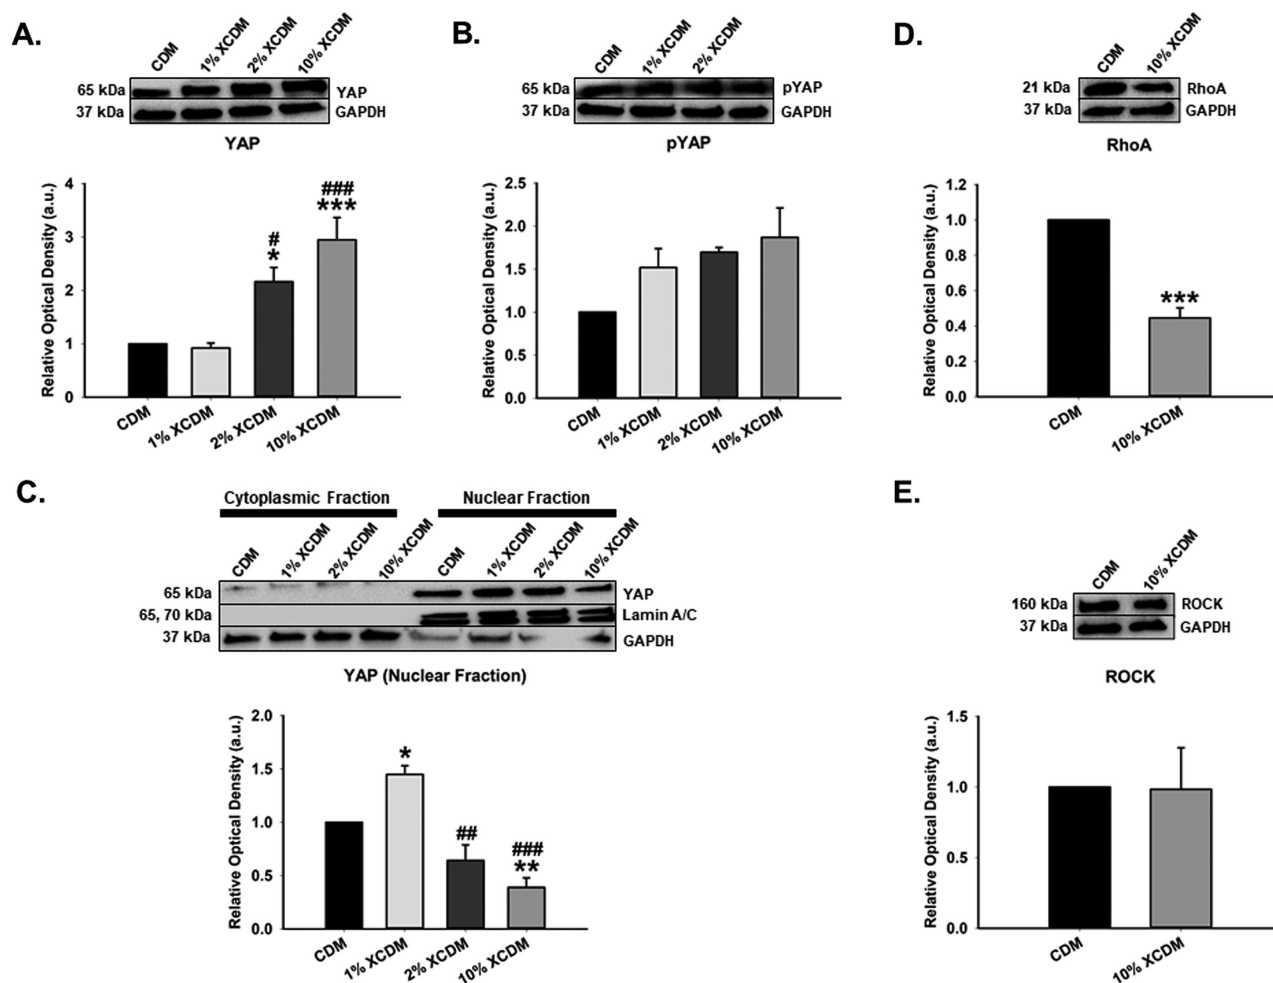 A.
CDM
1% XCDM
2% XCDM
10% XCDM
65 kDa
YAP
37 kDa
GAPDH
YAP
Relative Optical Density (a.u.)
4
3
2
1
0
#
*
###
***
CDM
1% XCDM
2% XCDM
10% XCDM
B.
CDM
1% XCDM
2% XCDM
65 kDa
pYAP
37 kDa
GAPDH
pYAP
Relative Optical Density (a.u.)
2.5
2.0
1.5
1.0
0.5
0.0
CDM
1% XCDM
2% XCDM
10% XCDM
D.
CDM
10% XCDM
21 kDa
RhoA
37 kDa
GAPDH
RhoA
Relative Optical Density (a.u.)
1.2
1.0
0.8
0.6
0.4
0.2
0.0
***
CDM
10% XCDM
C.
Cytoplasmic Fraction
Nuclear Fraction
CDM
1% XCDM
2% XCDM
10% XCDM
CDM
1% XCDM
2% XCDM
10% XCDM
65 kDa
YAP
65, 70 kDa
Lamin A/C
37 kDa
GAPDH
YAP (Nuclear Fraction)
Relative Optical Density (a.u.)
2.0
1.5
1.0
0.5
0.0
*
##
###
**
CDM
1% XCDM
2% XCDM
10% XCDM
E.
CDM
10% XCDM
160 kDa
ROCK
37 kDa
GAPDH
ROCK
Relative Optical Density (a.u.)
1.5
1.0
0.5
0.0
CDM
10% XCDM